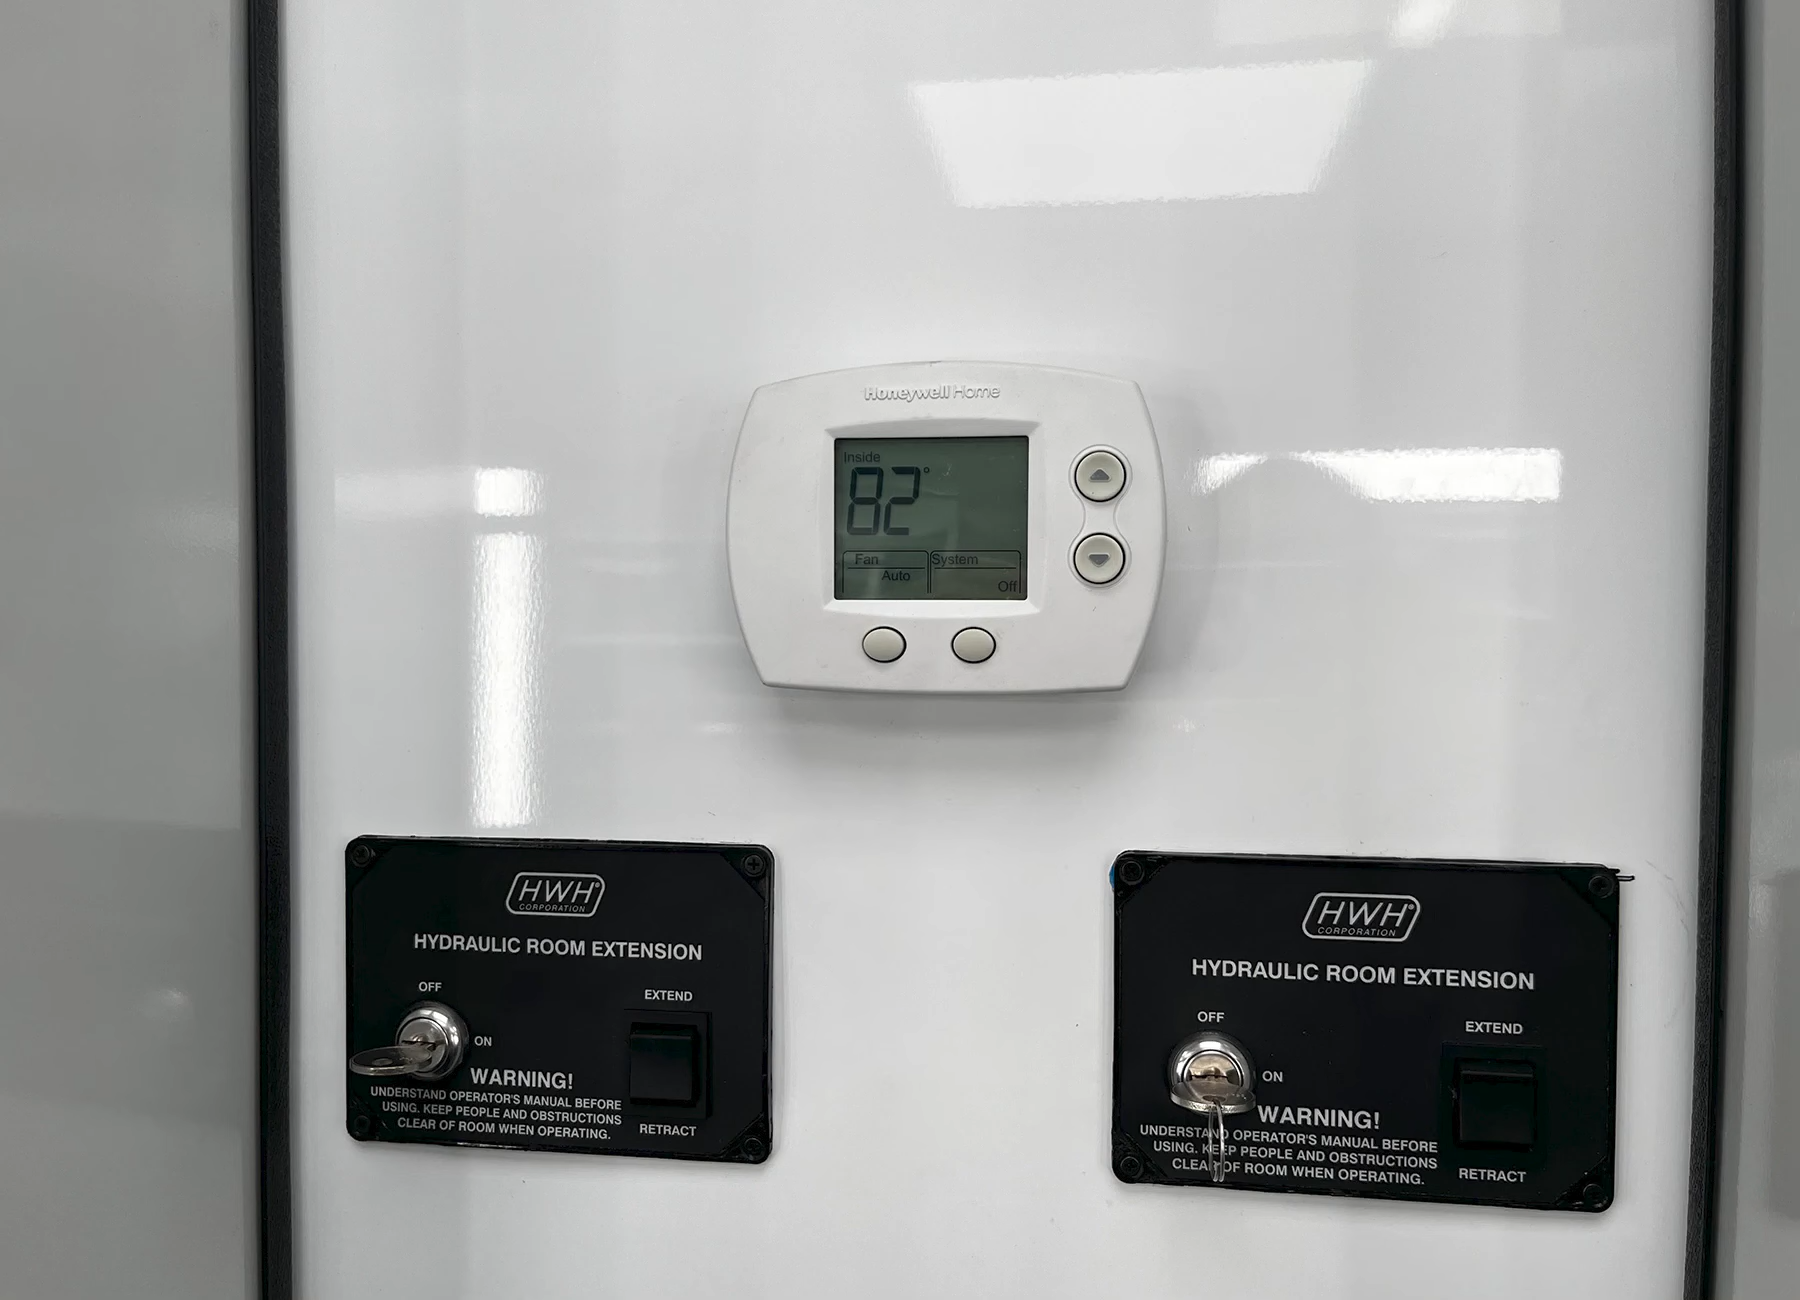 Honeywell Home
Inside
82°
Fan
Auto
System
Off
HWH®
CORPORATION
HYDRAULIC ROOM EXTENSION
OFF
ON
EXTEND
WARNING!
UNDERSTAND OPERATOR'S MANUAL BEFORE
USING. KEEP PEOPLE AND OBSTRUCTIONS
CLEAR OF ROOM WHEN OPERATING.
RETRACT
HWH®
CORPORATION
HYDRAULIC ROOM EXTENSION
OFF
ON
EXTEND
WARNING!
UNDERSTAND OPERATOR'S MANUAL BEFORE
USING. KEEP PEOPLE AND OBSTRUCTIONS
CLEAR OF ROOM WHEN OPERATING.
RETRACT